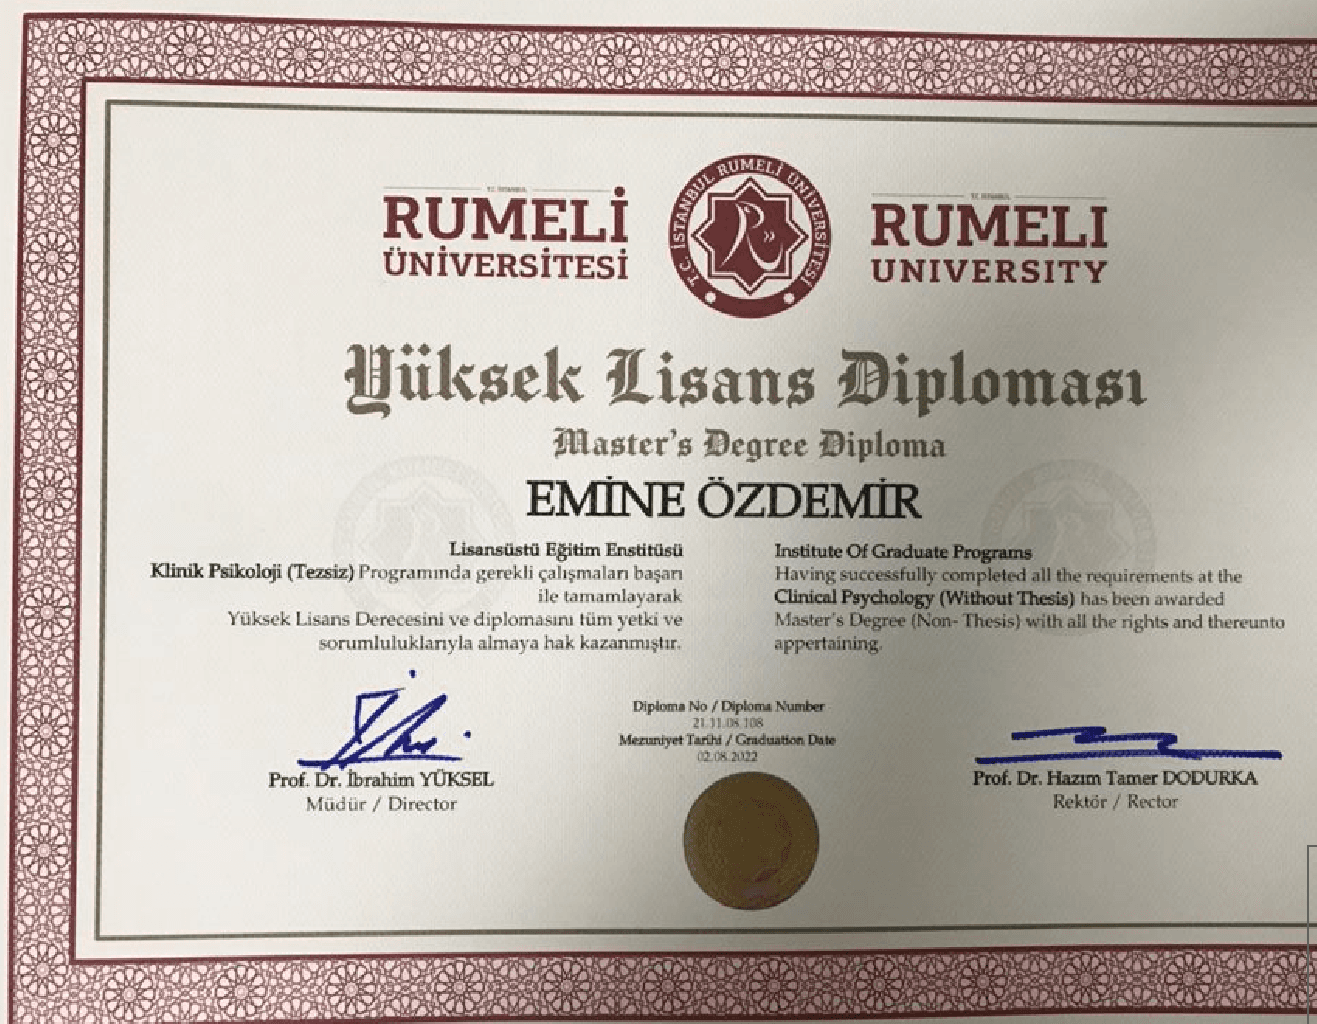 T.C. İSTANBUL
RUMELİ
ÜNİVERSİTESİ
T.C. İSTANBUL RUMELİ ÜNİVERSİTESİ
T.C. İSTANBUL
RUMELI
UNIVERSITY
Yüksek Lisans Diploması
Master's Degree Diploma
EMİNE ÖZDEMİR
Lisansüstü Eğitim Enstitüsü
Klinik Psikoloji (Tezsiz) Programında gerekli çalışmaları başarı
ile tamamlayarak
Yüksek Lisans Derecesini ve diplomasını tüm yetki ve
sorumluluklarıyla almaya hak kazanmıştır.
Institute Of Graduate Programs
Having successfully completed all the requirements at the
Clinical Psychology (Without Thesis) has been awarded
Master's Degree (Non- Thesis) with all the rights and thereunto
appertaining.
Diploma No / Diploma Number
21.31.08.108
Mezuniyet Tarihi / Graduation Date
02.08.2022
Prof. Dr. İbrahim YÜKSEL
Müdür / Director
Prof. Dr. Hazım Tamer DODURKA
Rektör / Rector